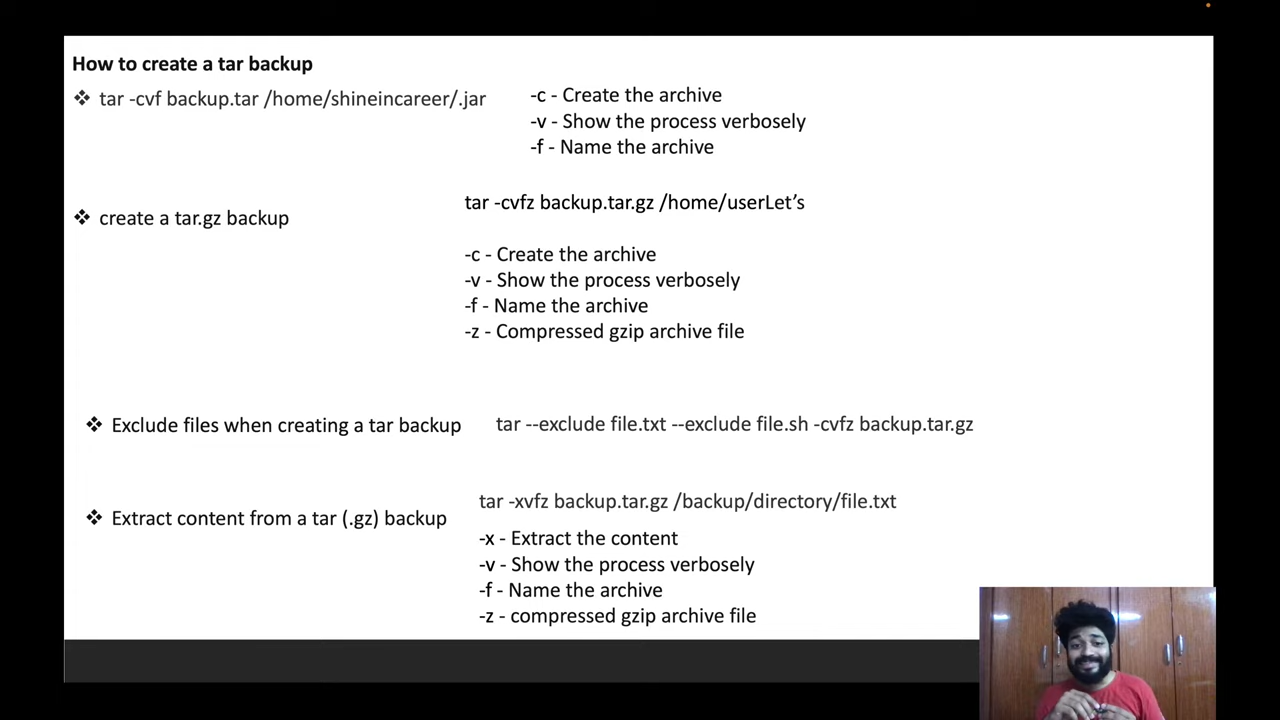 How to create a tar backup
❖ tar -cvf backup.tar /home/shineincareer/.jar
-c - Create the archive
-v - Show the process verbosely
-f - Name the archive
❖ create a tar.gz backup
tar -cvfz backup.tar.gz /home/userLet’s
-c - Create the archive
-v - Show the process verbosely
-f - Name the archive
-z - Compressed gzip archive file
❖ Exclude files when creating a tar backup
tar --exclude file.txt --exclude file.sh -cvfz backup.tar.gz
❖ Extract content from a tar (.gz) backup
tar -xvfz backup.tar.gz /backup/directory/file.txt
-x - Extract the content
-v - Show the process verbosely
-f - Name the archive
-z - compressed gzip archive file